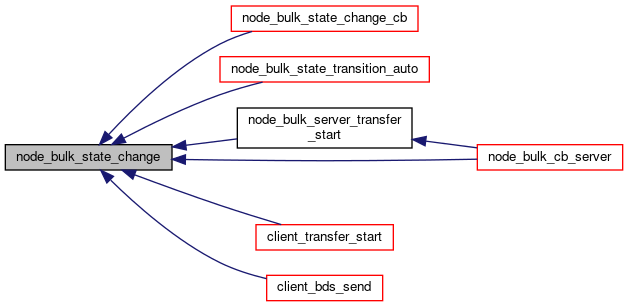 node_bulk_state_change_cb
node_bulk_state_transition_auto
node_bulk_server_transfer
_start
node_bulk_state_change
node_bulk_cb_server
client_transfer_start
client_bds_send